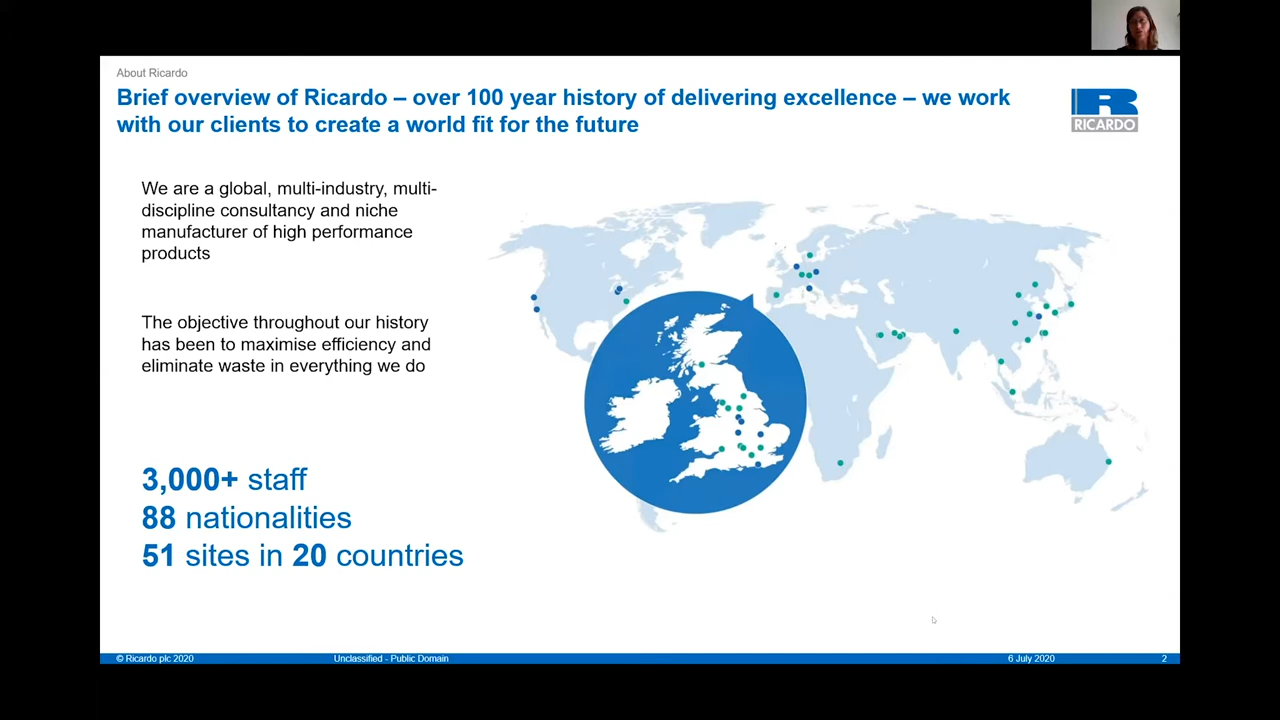 About Ricardo
Brief overview of Ricardo – over 100 year history of delivering excellence – we work
with our clients to create a world fit for the future
R
RICARDO
We are a global, multi-industry, multi-
discipline consultancy and niche
manufacturer of high performance
products
The objective throughout our history
has been to maximise efficiency and
eliminate waste in everything we do
3,000+ staff
88 nationalities
51 sites in 20 countries
© Ricardo plc 2020
Unclassified - Public Domain
6 July 2020
2